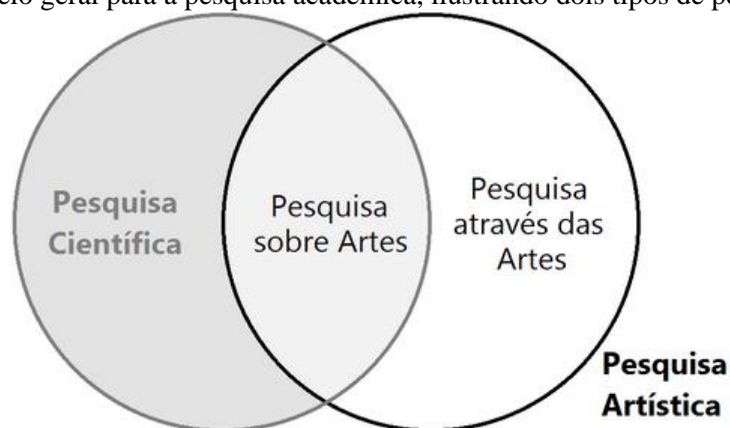 geral para a pesquisa acadêmica, ilustrando dois tipos de
Pesquisa
Científica
Pesquisa
sobre Artes
Pesquisa
através das
Artes
Pesquisa
Artística